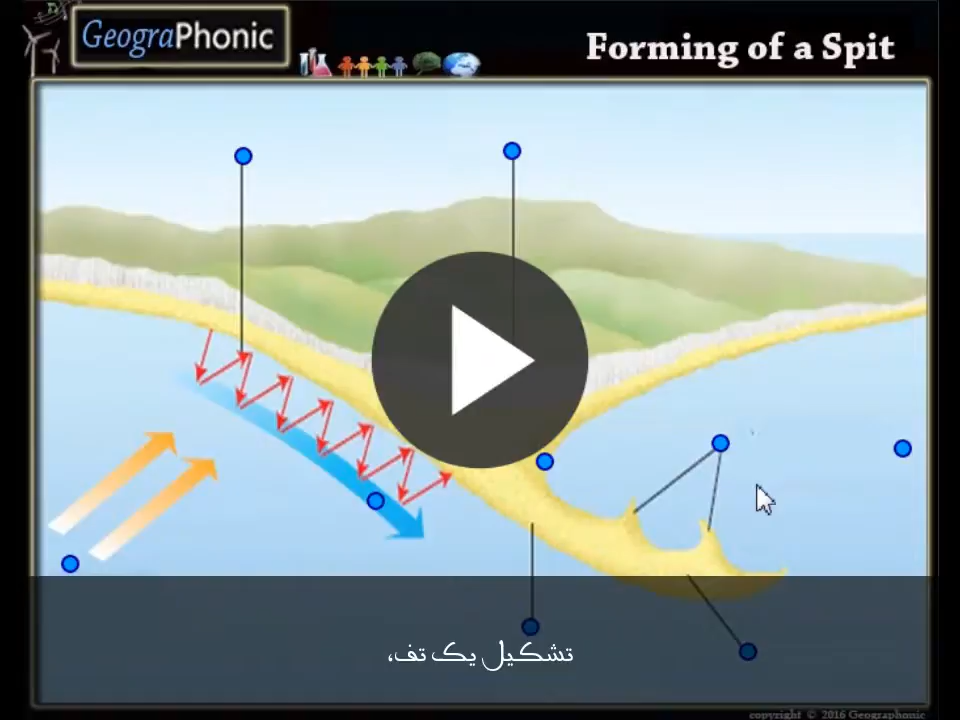 GeograPhonic
Forming of a Spit
تشکیل یک تف،
copyright © 2016 Geographonic